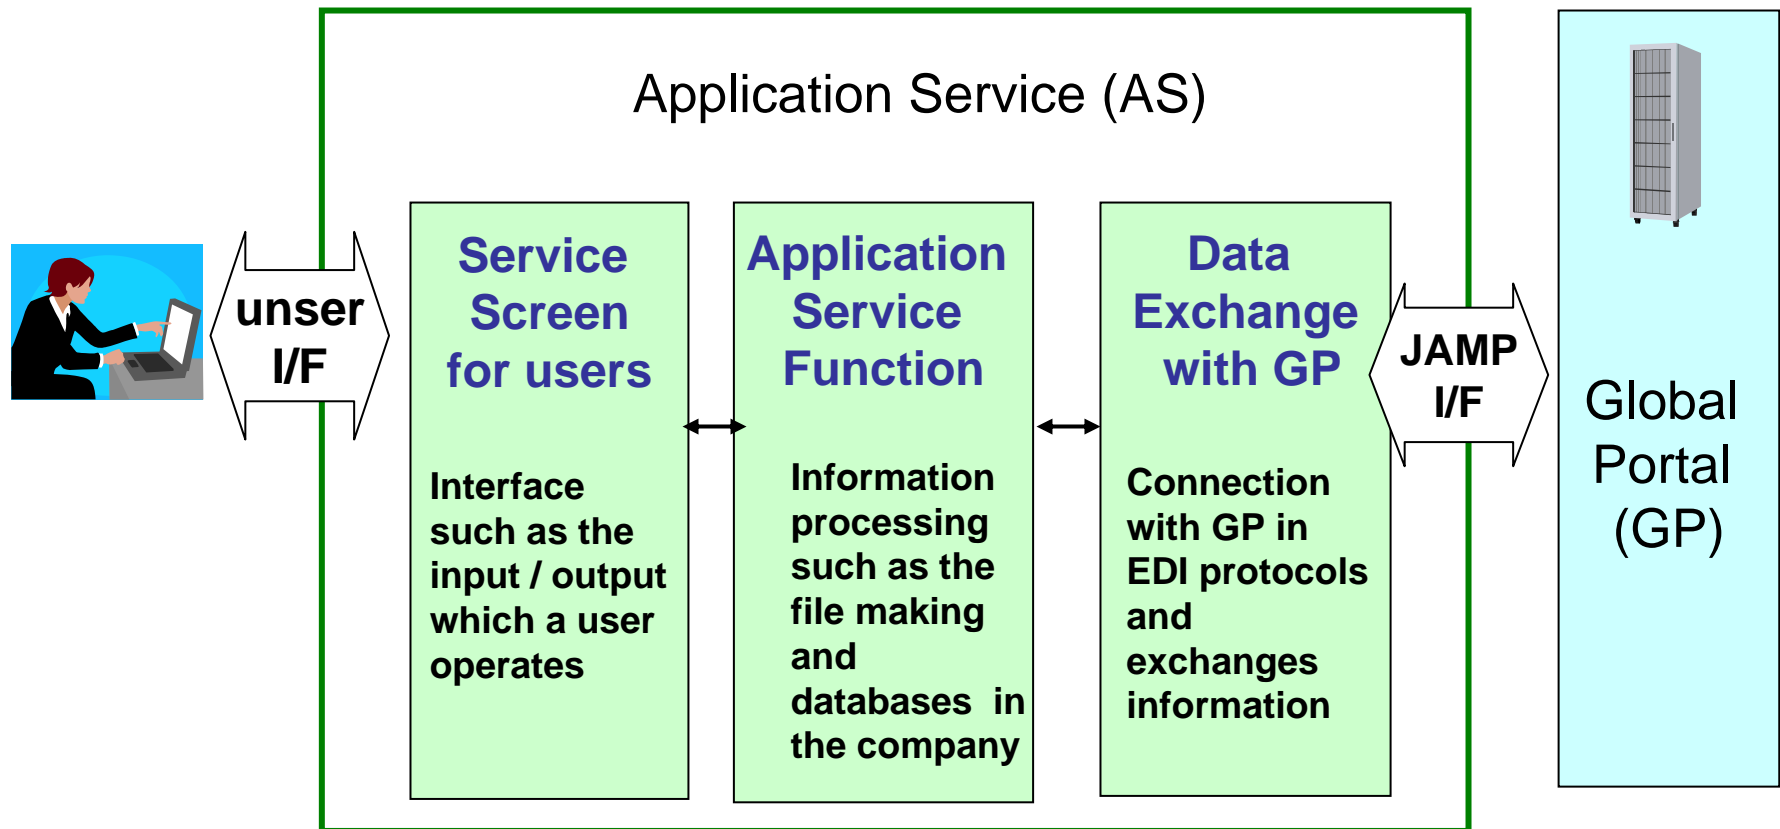 Application Service (AS)
unser
I/F
Service
Screen
for users
Interface
such as the
input / output
which a user
operates
Application
Service
Function
Information
processing
such as the
file making
and
databases in
the company
Data
Exchange
with GP
Connection
with GP in
EDI protocols
and
exchanges
information
JAMP
I/F
Global
Portal
(GP)